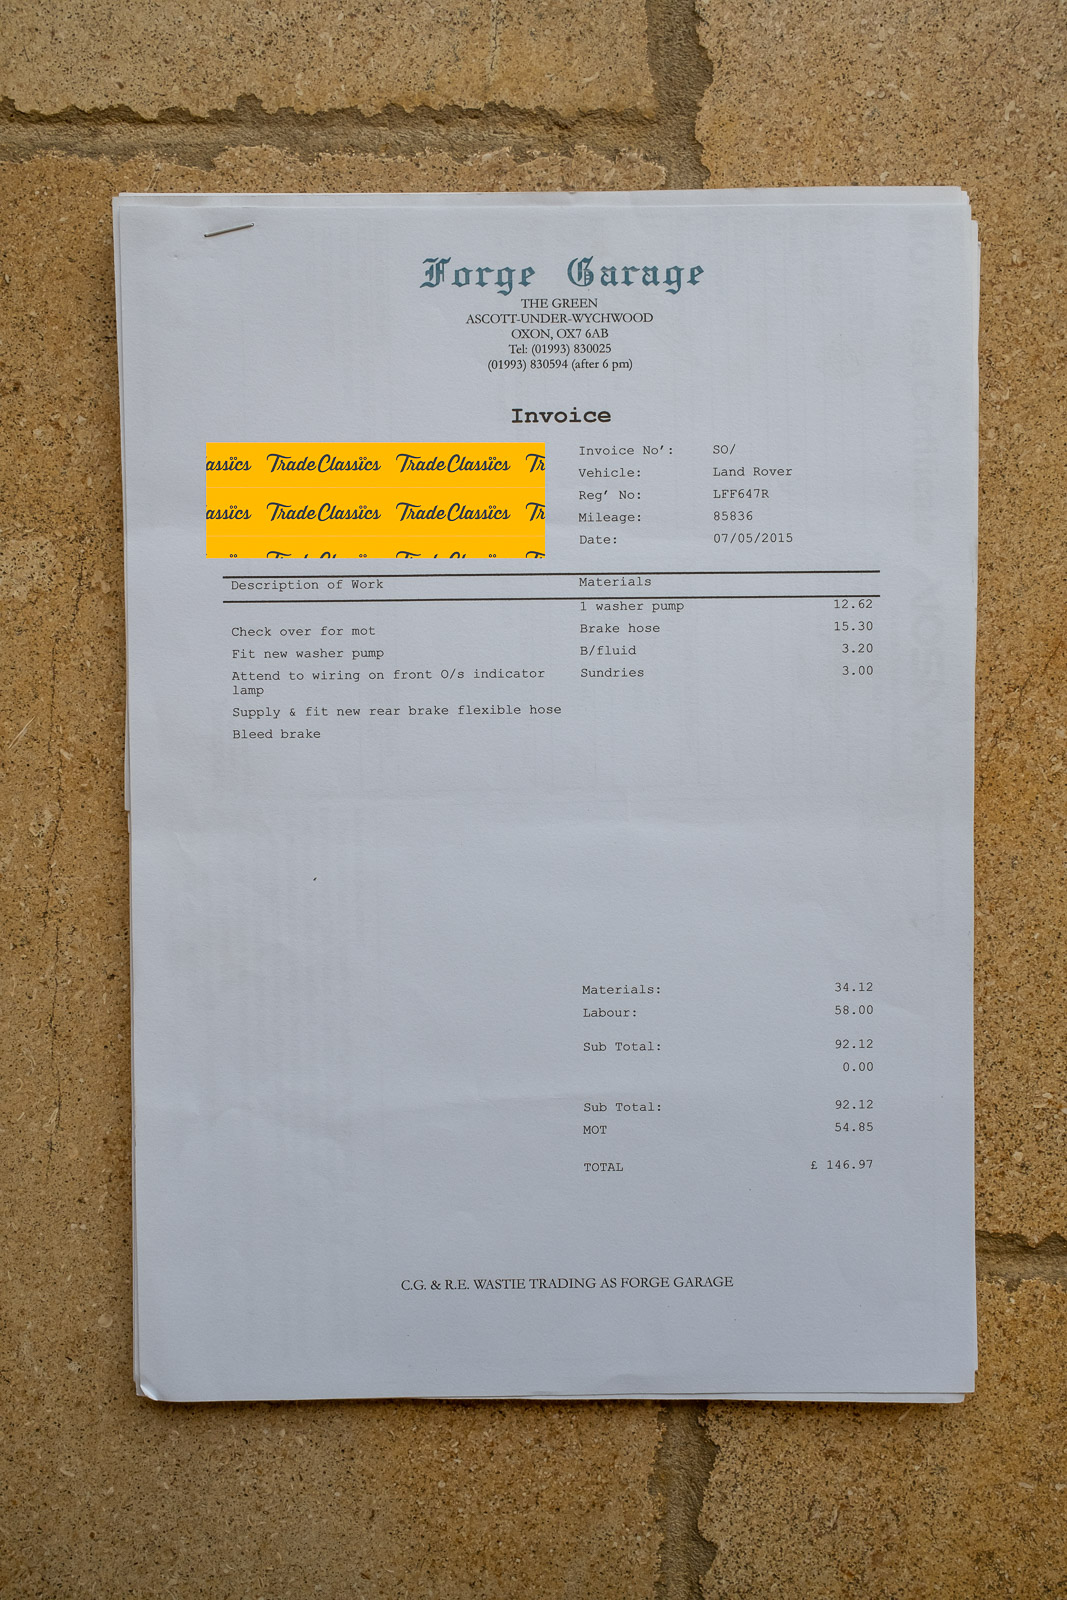 Forge Garage
THE GREEN
ASCOTT-UNDER-WYCHWOOD
OXON, OX7 6AB
Tel: (01993) 830025
(01993) 830594 (after 6 pm)
Invoice
assics TradeClassics TradeClassics Tr
assics TradeClassics TradeClassics Tr
Invoice No’: SO/
Vehicle: Land Rover
Reg’ No: LFF647R
Mileage: 85836
Date: 07/05/2015
Description of Work Materials
1 washer pump 12.62
Check over for mot Brake hose 15.30
Fit new washer pump B/fluid 3.20
Attend to wiring on front O/s indicator Sundries 3.00
lamp
Supply & fit new rear brake flexible hose
Bleed brake
Materials: 34.12
Labour: 58.00
Sub Total: 92.12
0.00
Sub Total: 92.12
MOT 54.85
TOTAL £ 146.97
C.G. & R.E. WASTIE TRADING AS FORGE GARAGE